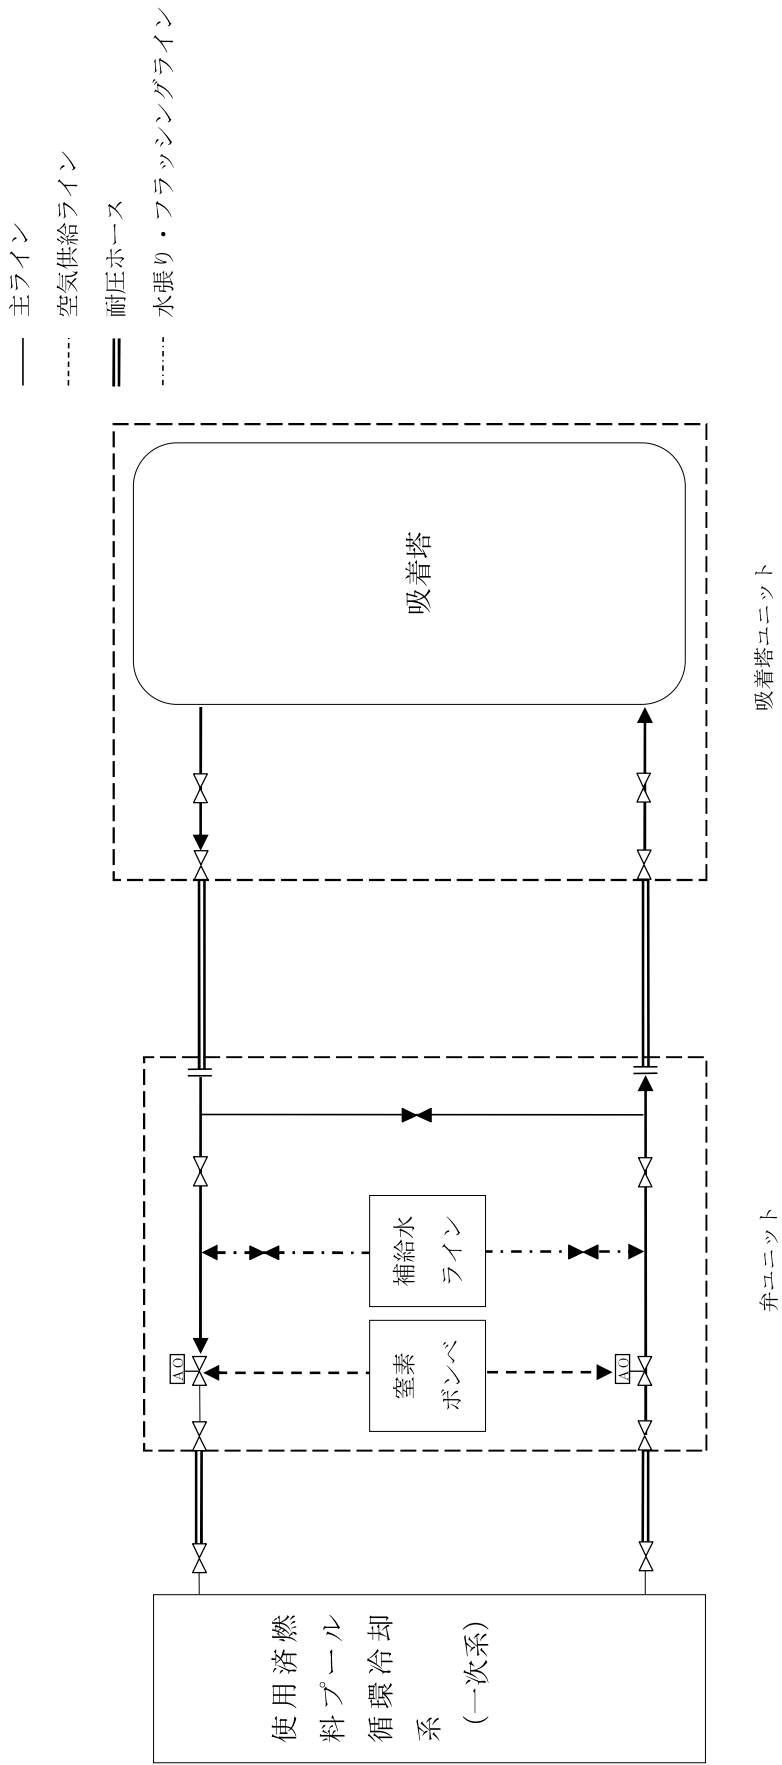 主ライン
空気供給ライン
耐圧ホース
水張り・フラッシングライン
吸着塔
吸着塔ユニット
補給水
ライン
窒素
ボンベ
AO
AO
弁ユニット
使用済燃
料プール
循環冷却
系
(一次系)